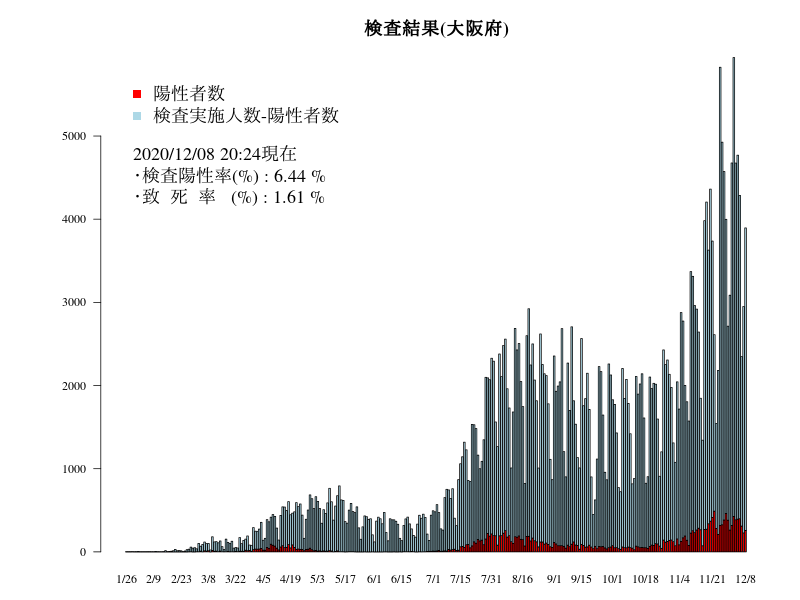 検査結果(大阪府)
陽性者数
検査実施人数-陽性者数
2020/12/08 20:24現在
・検査陽性率(%) : 6.44 %
・致 死 率 (%) : 1.61 %
5000
4000
3000
2000
1000
0
1/26 2/9 2/23 3/8 3/22 4/5 4/19 5/3 5/17 6/1 6/15 7/1 7/15 7/31 8/16 9/1 9/15 10/1 10/18 11/4 11/21 12/8